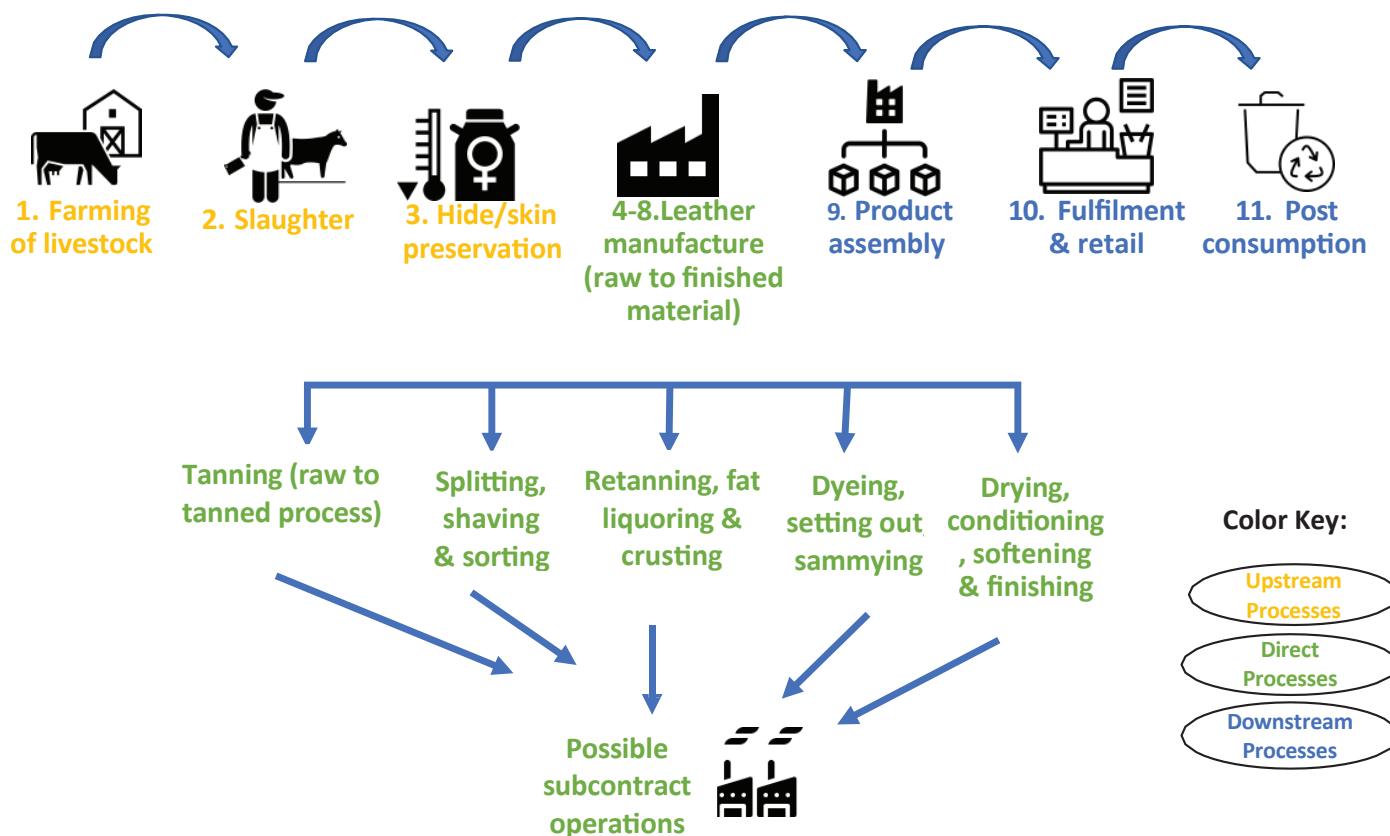 1. Farming
of livestock
2. Slaughter
3. Hide/skin
preservation
4-8.Leather
manufacture
(raw to finished
material)
9. Product
assembly
10. Fulfilment
& retail
11. Post
consumption
Tanning (raw to
tanned process)
Splitting,
shaving
& sorting
Retanning, fat
liquoring &
crusting
Dyeing,
setting out
sammying
Drying,
conditioning
, softening
& finishing
Color Key:
Upstream
Processes
Direct
Processes
Downstream
Processes
Possible
subcontract
operations